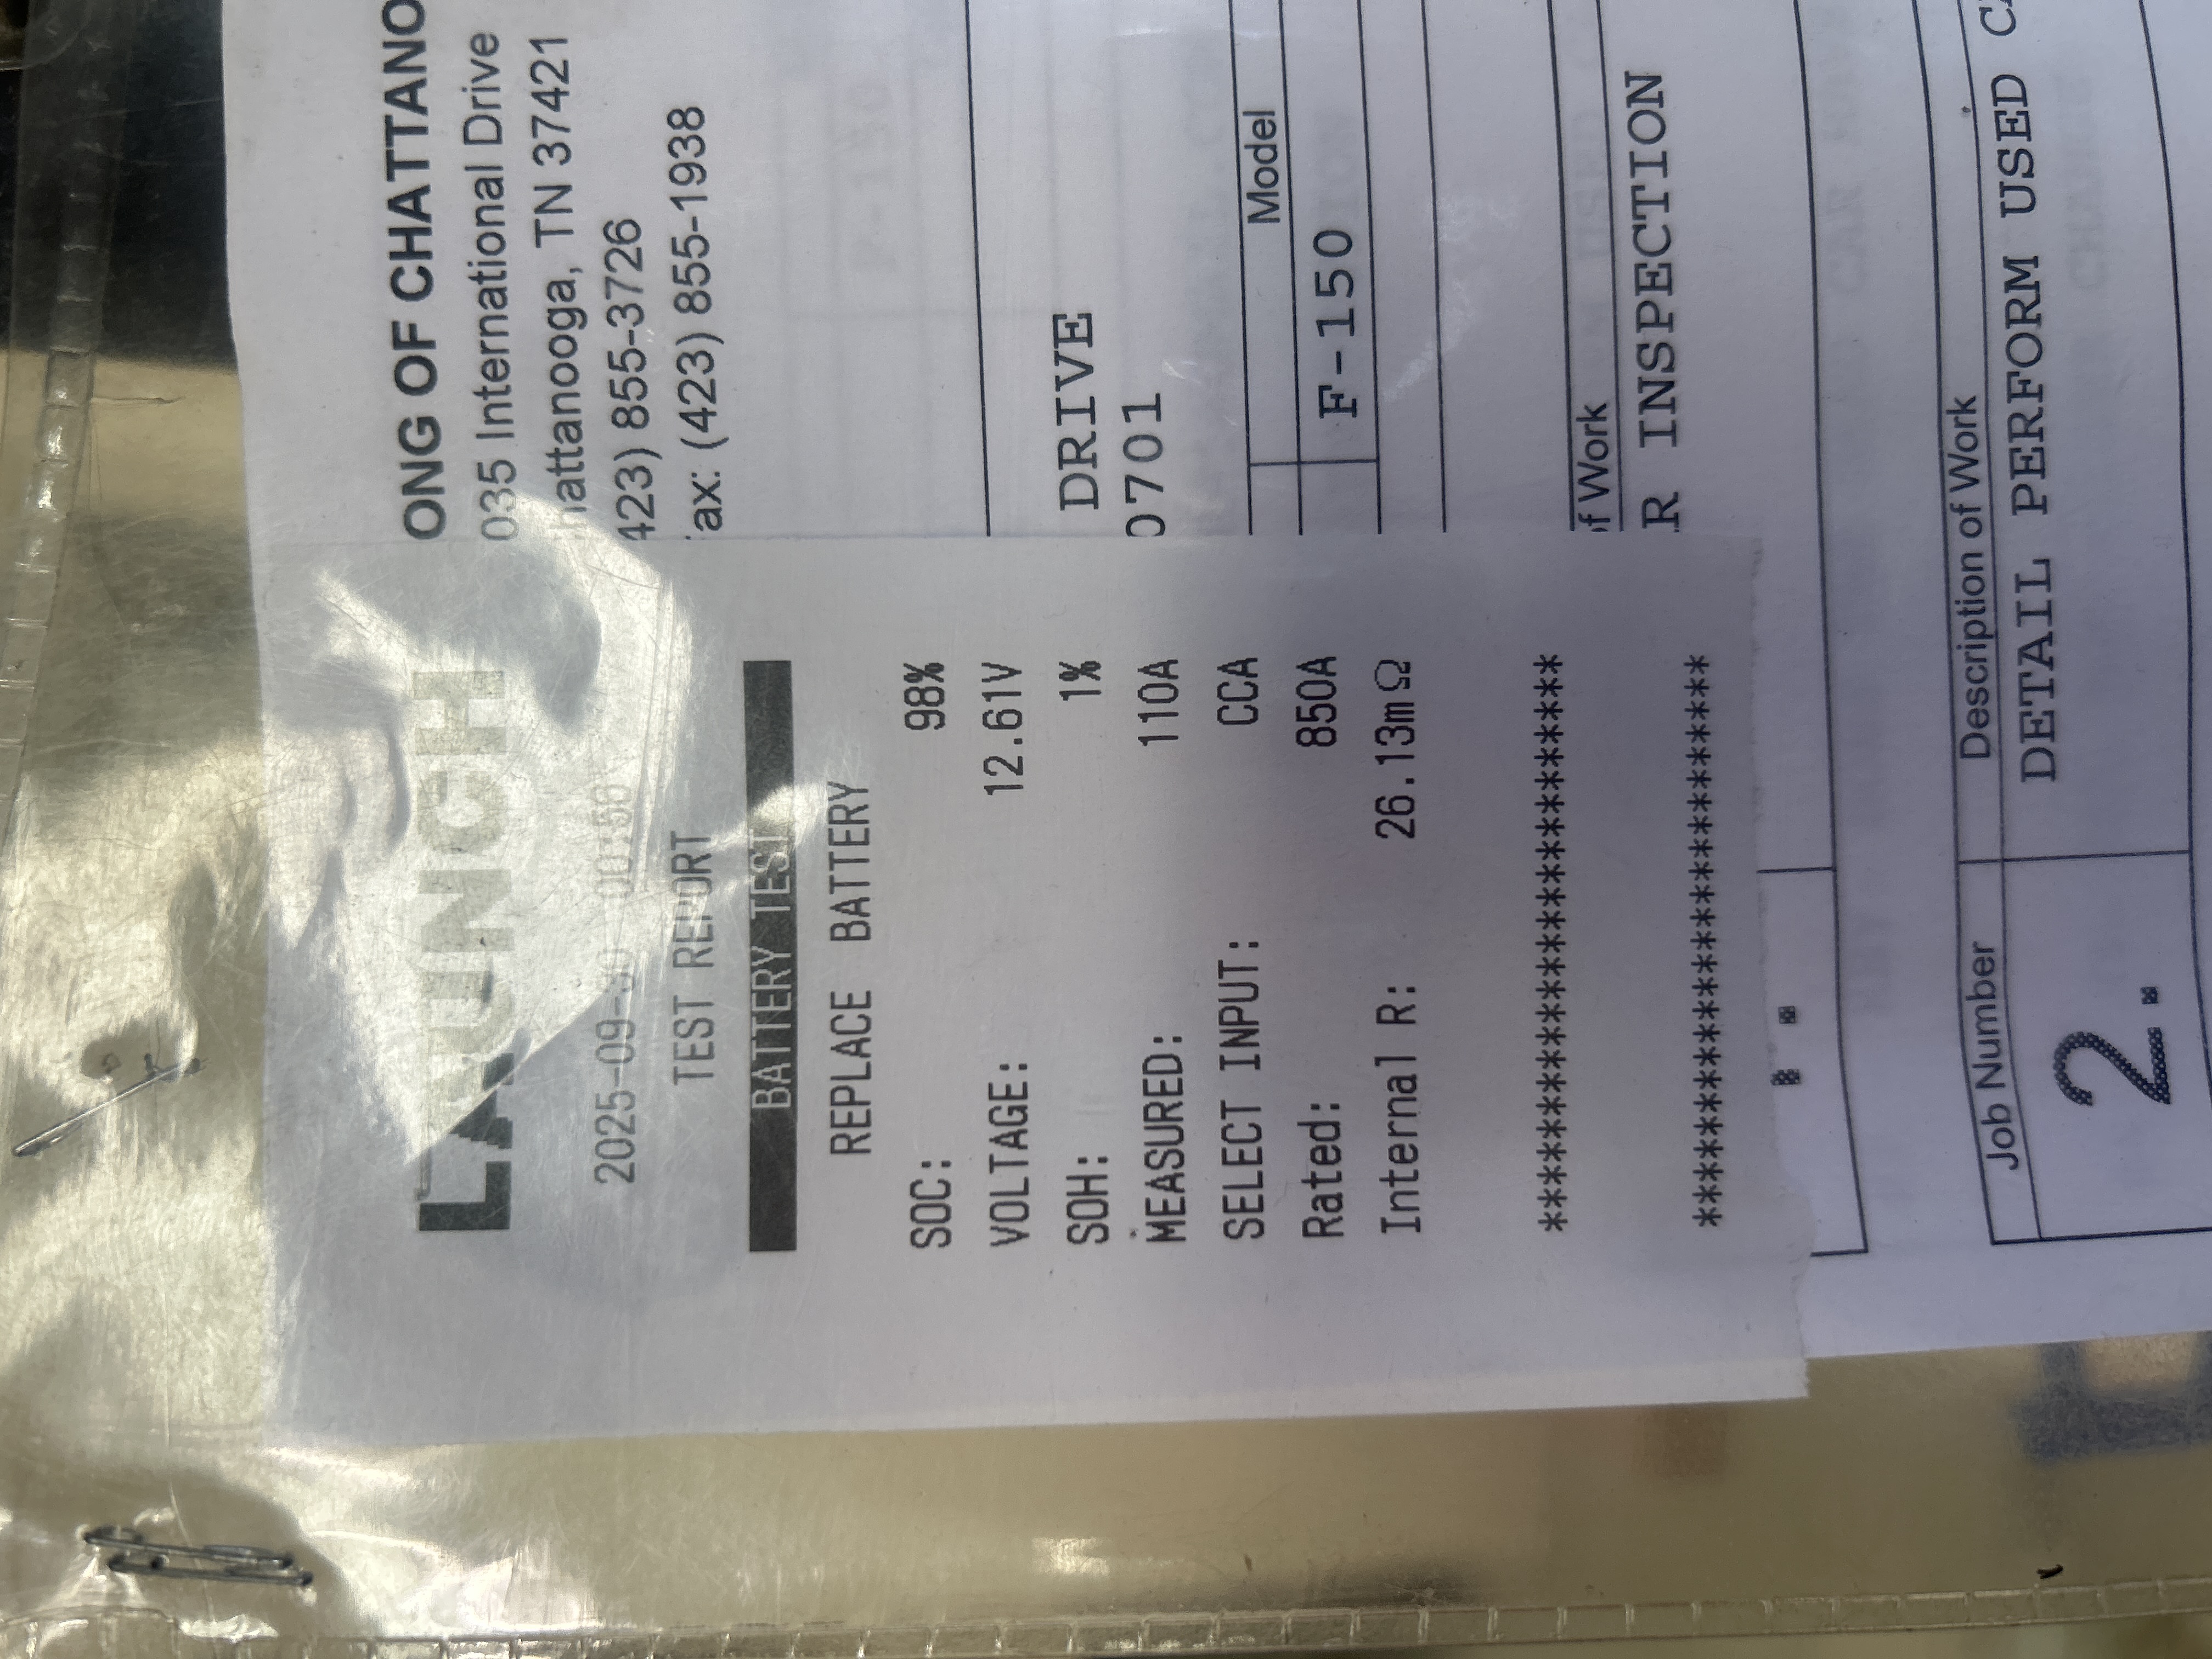 ONG OF CHATTANO
035 International Drive
hattanooga, TN 37421
423) 855-3726
ax: (423) 855-1938
LAUNCH
2025-09-30
TEST REPORT
BATTERY TEST
REPLACE BATTERY
SOC: 98%
VOLTAGE: 12.61V
SOH: 1%
MEASURED: 110A
SELECT INPUT: CCA
Rated: 850A
Internal R: 26.13mΩ
**************************
**************************
DRIVE
0701
Model
F-150
f Work
R INSPECTION
Job Number Description of Work
2. DETAIL PERFORM USED